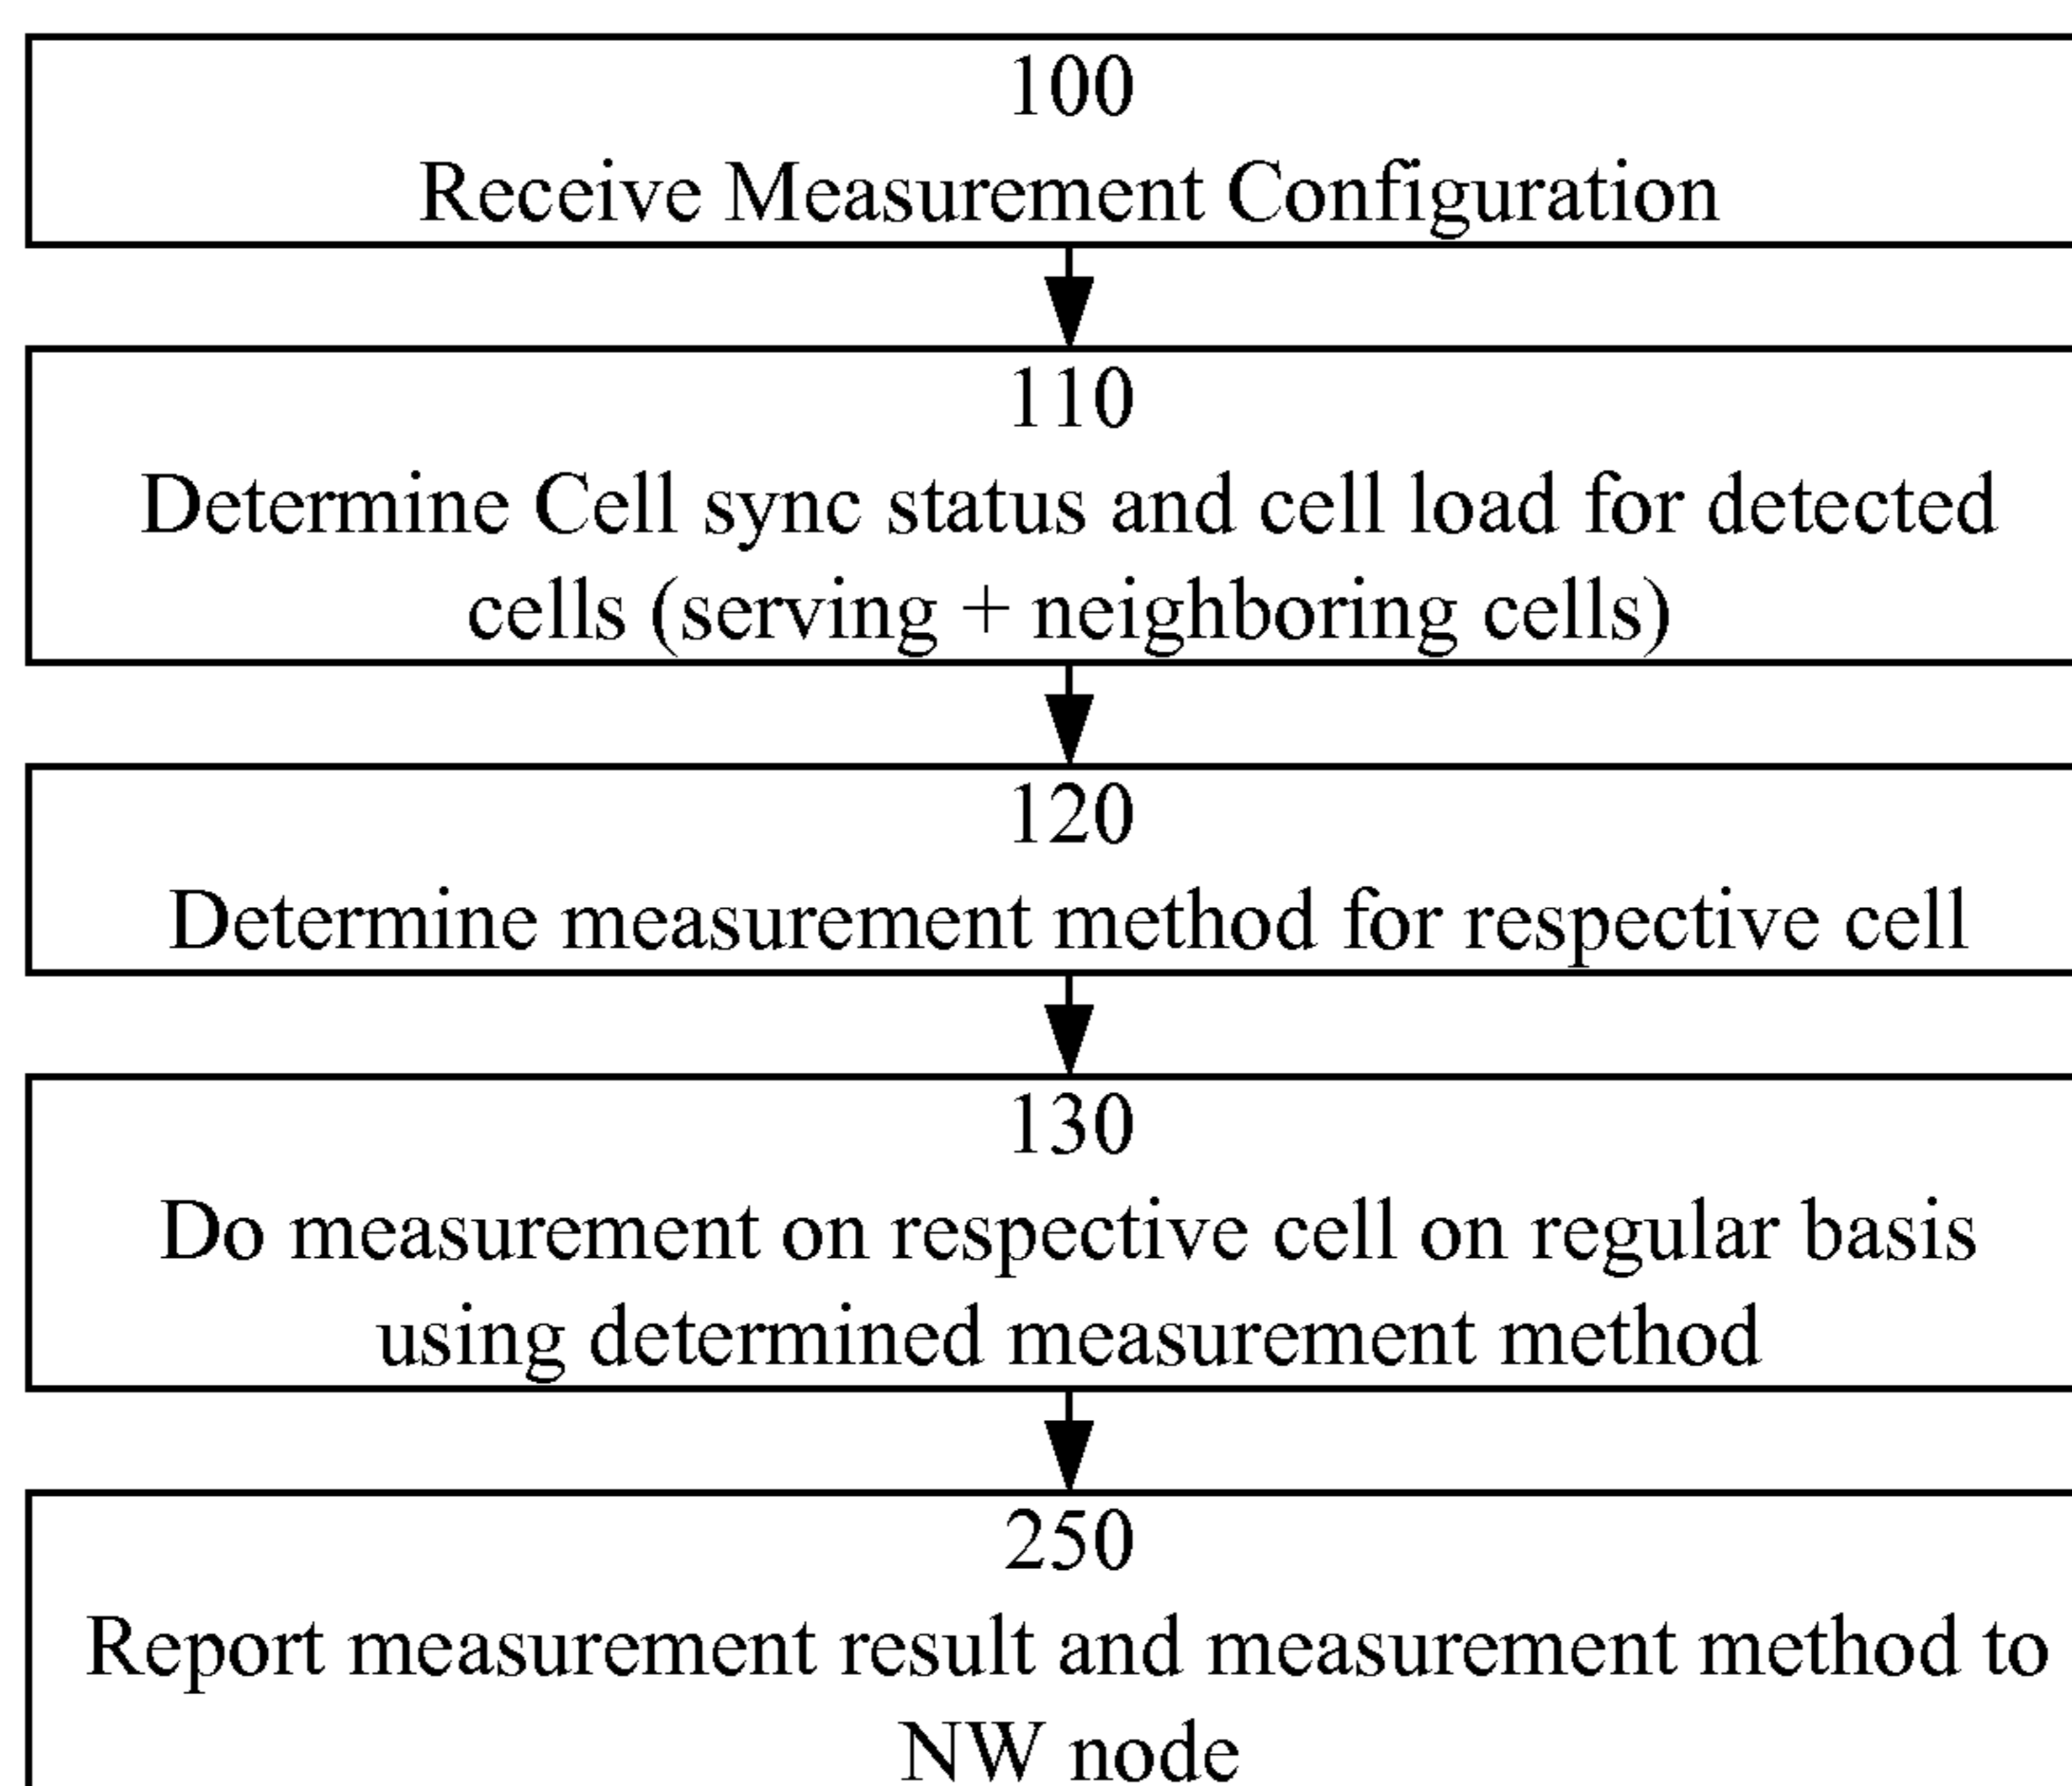 100
Receive Measurement Configuration
110
Determine Cell sync status and cell load for detected
cells (serving + neighboring cells)
120
Determine measurement method for respective cell
130
Do measurement on respective cell on regular basis
using determined measurement method
250
Report measurement result and measurement method to
NW node